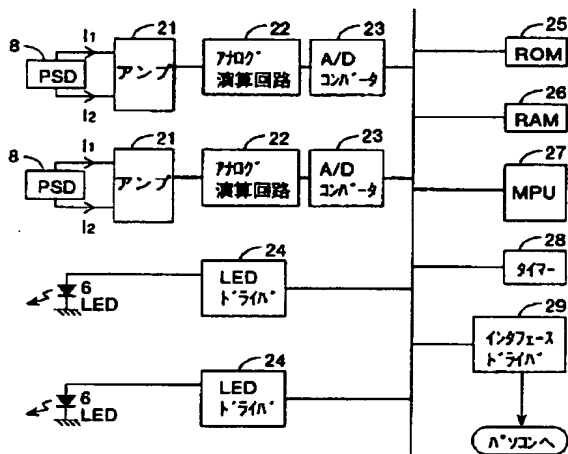 8
PSD
I1
I2
21
アンプ
22
アナログ
演算回路
23
A/D
コンバータ
8
PSD
I1
I2
21
アンプ
22
アナログ
演算回路
23
A/D
コンバータ
6
LED
24
LED
ドライバ
6
LED
24
LED
ドライバ
25
ROM
26
RAM
27
MPU
28
タイマー
29
インタフェース
ドライバ
パソコンへ